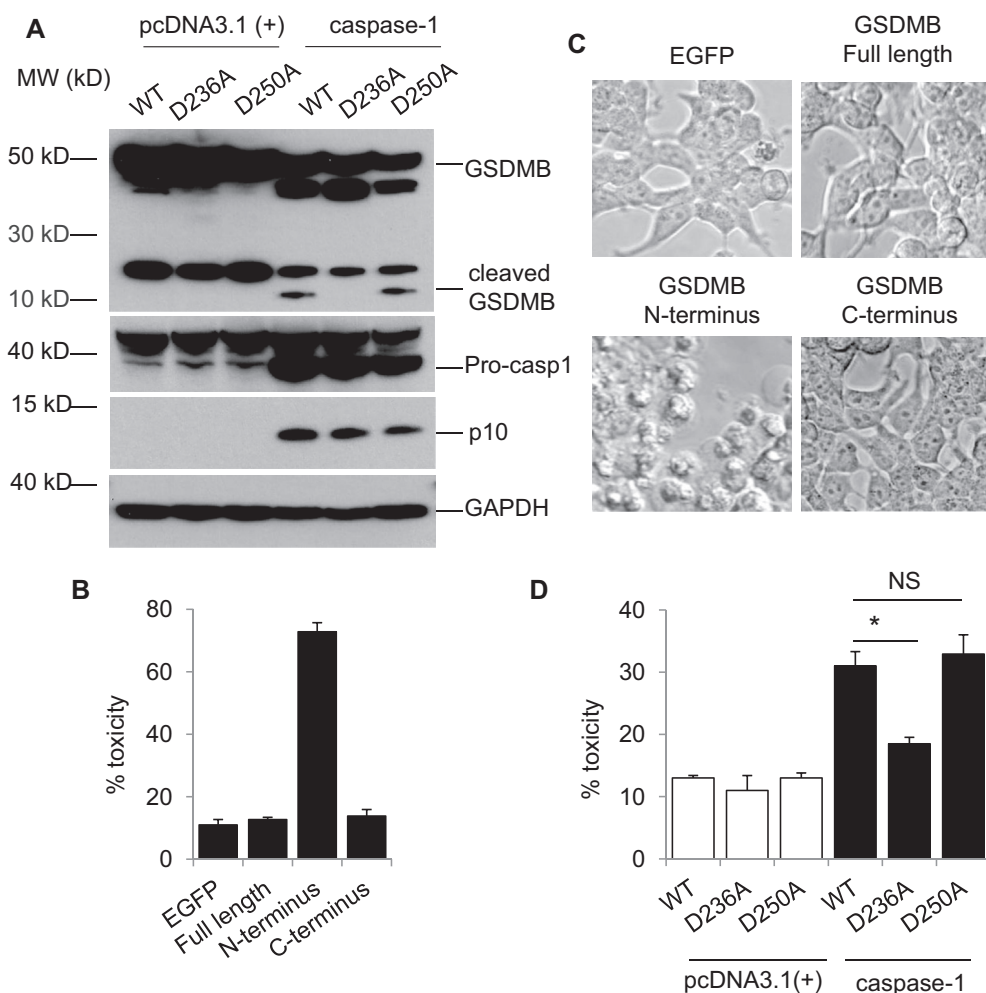 A
pcDNA3.1 (+)
caspase-1
MW (kD)
WT
D236A
D250A
WT
D236A
D250A
50 kD
GSDMB
30 kD
cleaved
GSDMB
10 kD
40 kD
Pro-casp1
15 kD
p10
40 kD
GAPDH
C
EGFP
GSDMB
Full length
GSDMB
N-terminus
GSDMB
C-terminus
B
80
60
40
20
0
% toxicity
EGFP
Full length
N-terminus
C-terminus
D
NS
*
40
30
20
10
0
% toxicity
WT
D236A
D250A
WT
D236A
D250A
pcDNA3.1(+)
caspase-1